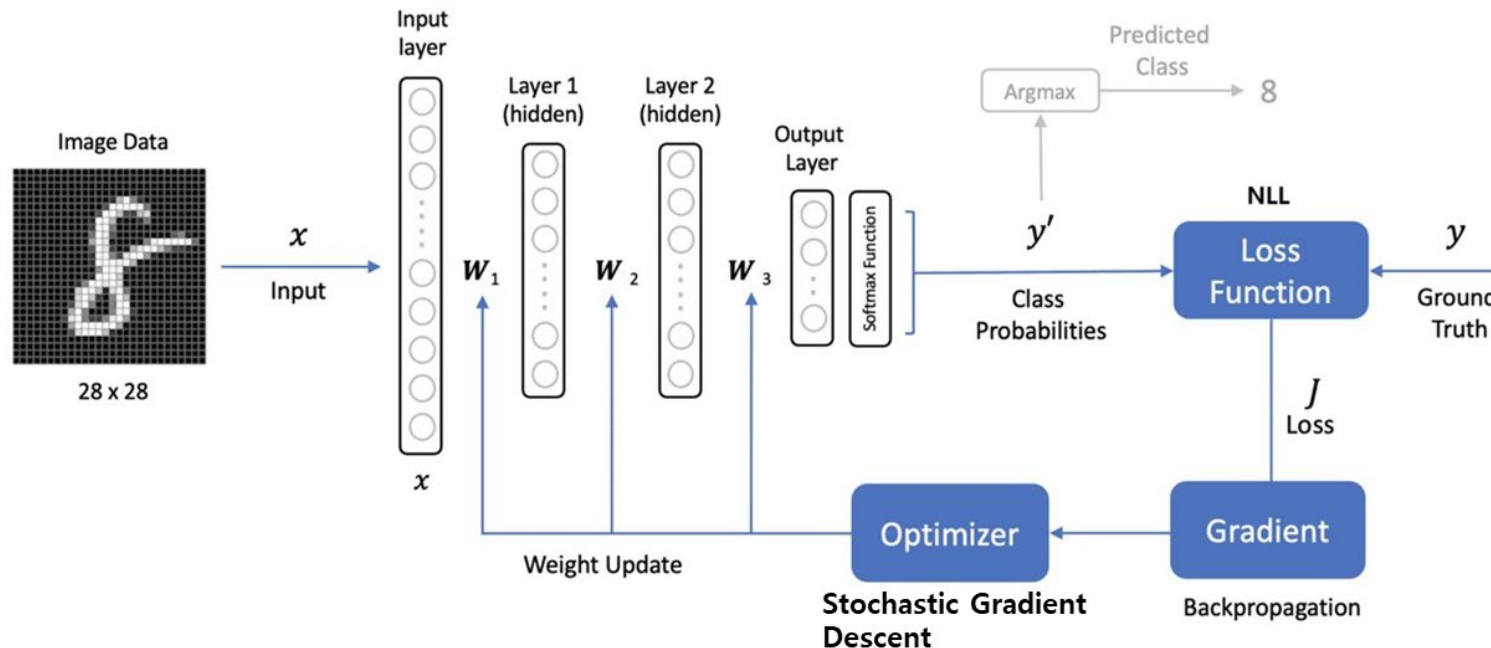 Input
layer
Layer 1
(hidden)
Layer 2
(hidden)
Output
Layer
Image Data
28 x 28
x
Input
x
W1
W2
W3
Softmax Function
Argmax
Predicted
Class
8
y′
Class
Probabilities
NLL
Loss
Function
y
Ground
Truth
J
Loss
Gradient
Backpropagation
Optimizer
Stochastic Gradient
Descent
Weight Update